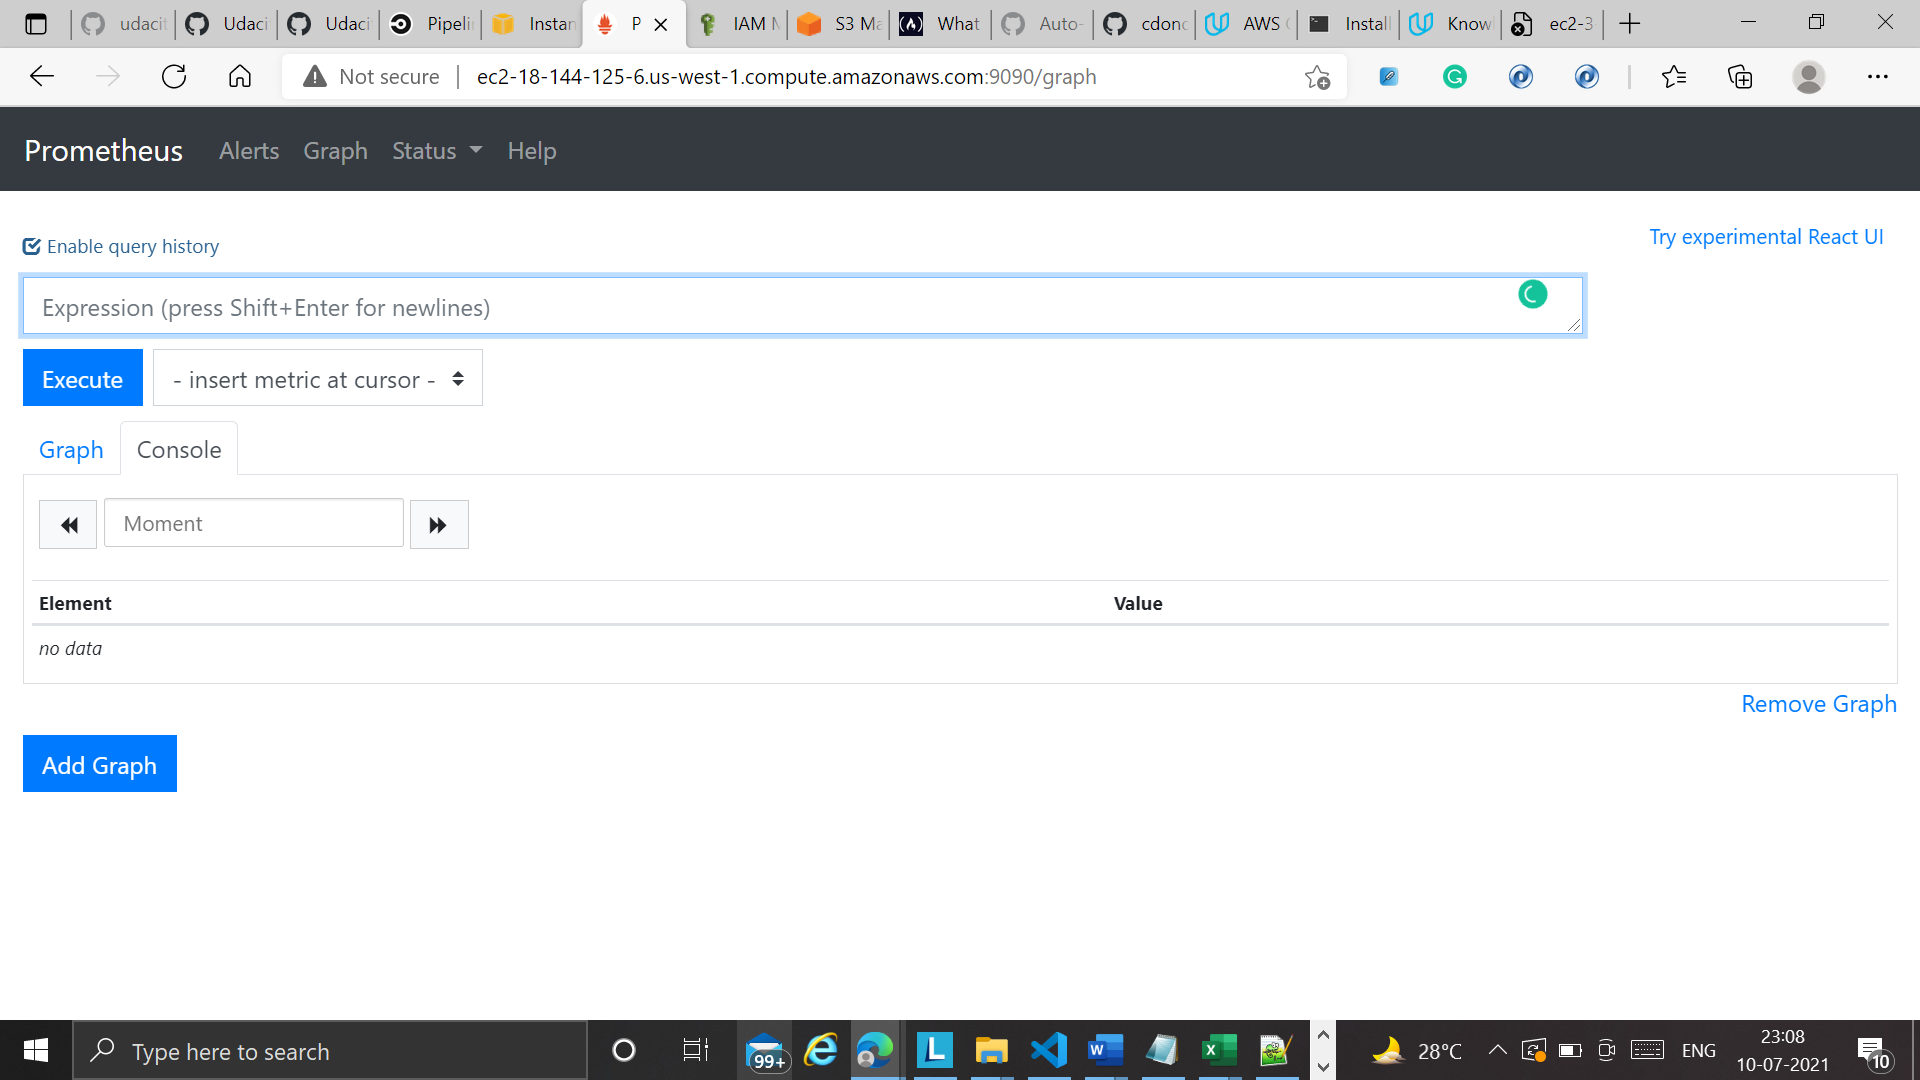 udacit Udaci Udaci Pipelin Instan P IAM M S3 Ma What Auto- cdond AWS Install Know ec2-3
Not secure ec2-18-144-125-6.us-west-1.compute.amazonaws.com:9090/graph
Prometheus Alerts Graph Status Help
Enable query history
Try experimental React UI
Expression (press Shift+Enter for newlines)
Execute - insert metric at cursor -
Graph Console
Moment
Element Value
no data
Remove Graph
Add Graph
Type here to search
99+
28°C
ENG
23:08
10-07-2021
10